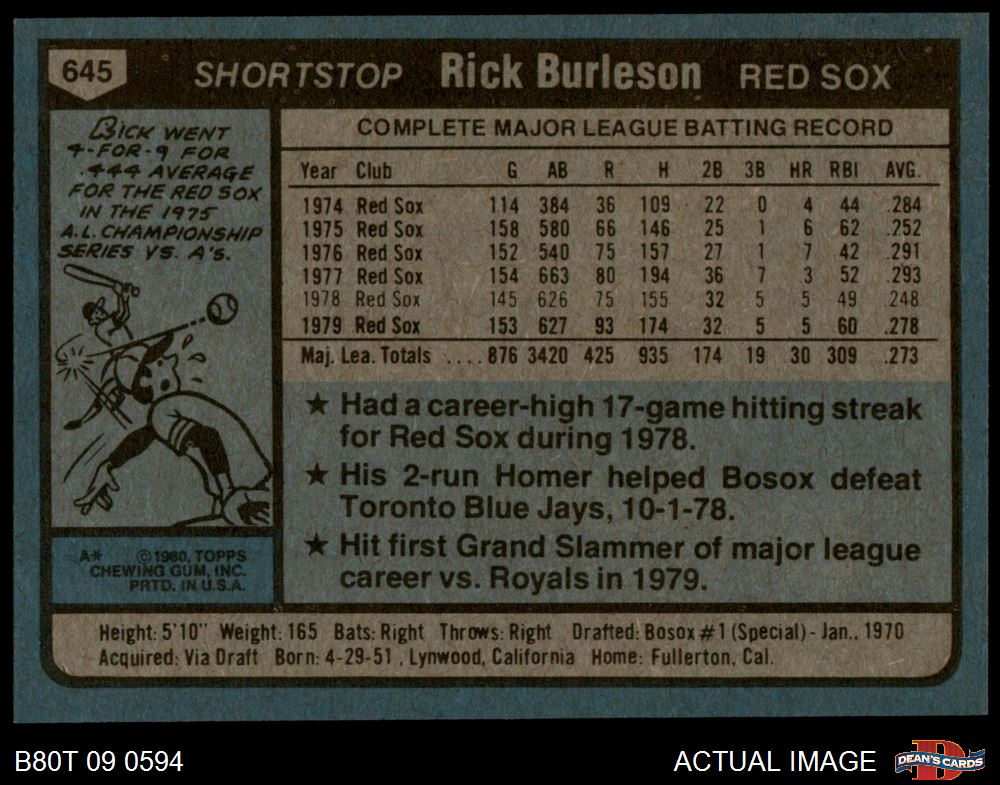 645
SHORTSTOP Rick Burleson RED SOX
RICK WENT
4-FOR-9 FOR
.444 AVERAGE
FOR THE RED SOX
IN THE 1975
A.L. CHAMPIONSHIP
SERIES VS. A's.
COMPLETE MAJOR LEAGUE BATTING RECORD
Year Club G AB R H 2B 3B HR RBI AVG.
1974 Red Sox 114 384 36 109 22 0 4 44 .284
1975 Red Sox 158 580 66 146 25 1 6 62 .252
1976 Red Sox 152 540 75 157 27 1 7 42 .291
1977 Red Sox 154 663 80 194 36 7 3 52 .293
1978 Red Sox 145 626 75 155 32 5 5 49 .248
1979 Red Sox 153 627 93 174 32 5 5 60 .278
Maj. Lea. Totals ....876 3420 425 935 174 19 30 309 .273
★ Had a career-high 17-game hitting streak
for Red Sox during 1978.
★ His 2-run Homer helped Bosox defeat
Toronto Blue Jays, 10-1-78.
★ Hit first Grand Slammer of major league
career vs. Royals in 1979.
A* ©1980, TOPPS
CHEWING GUM, INC.
PRTD. IN U.S.A.
Height: 5'10" Weight: 165 Bats: Right Throws: Right Drafted: Bosox #1 (Special) - Jan., 1970
Acquired: Via Draft Born: 4-29-51, Lynwood, California Home: Fullerton, Cal.
B80T 09 0594
ACTUAL IMAGE
DEAN'S CARDS